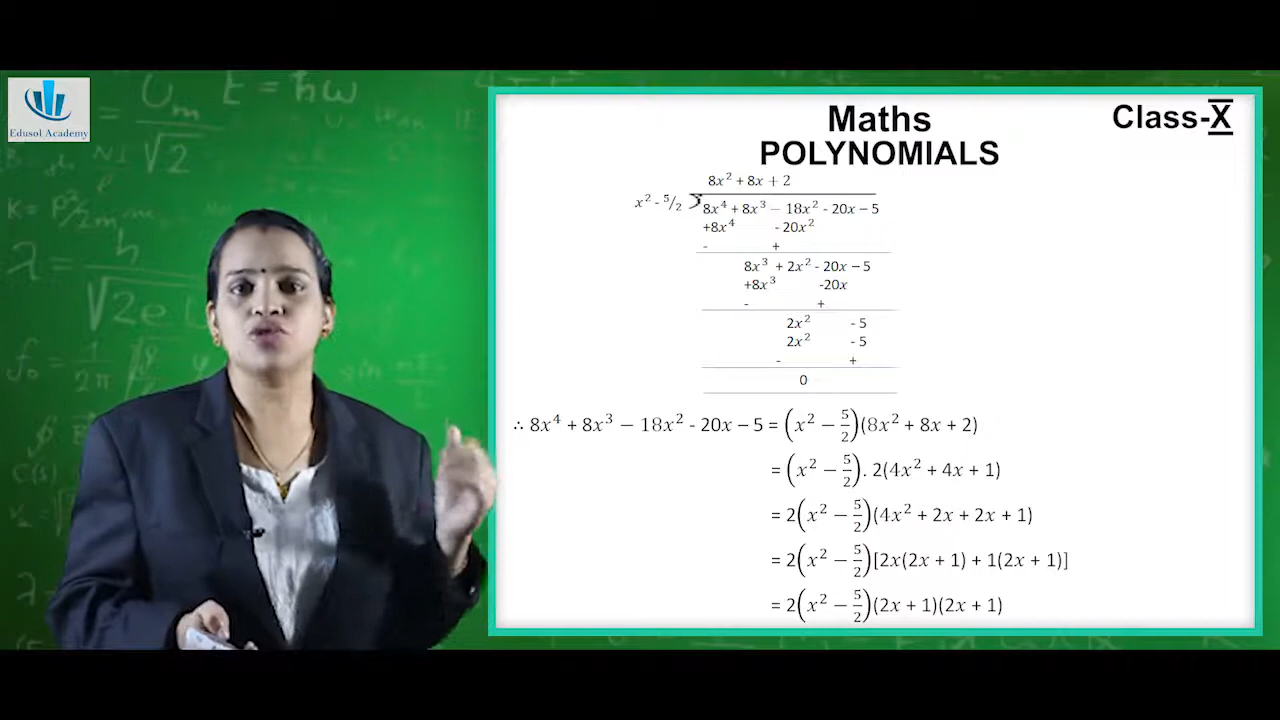 Edusol Academy
Maths
Class-X
POLYNOMIALS
8x² + 8x + 2
x² - ⁵/₂ ) 8x⁴ + 8x³ − 18x² - 20x − 5
+8x⁴ - 20x²
- +
8x³ + 2x² - 20x − 5
+8x³ -20x
- +
2x² - 5
2x² - 5
- +
0
∴ 8x⁴ + 8x³ − 18x² - 20x − 5 = (x² − 5/2)(8x² + 8x + 2)
= (x² − 5/2). 2(4x² + 4x + 1)
= 2(x² − 5/2)(4x² + 2x + 2x + 1)
= 2(x² − 5/2)[2x(2x + 1) + 1(2x + 1)]
= 2(x² − 5/2)(2x + 1)(2x + 1)